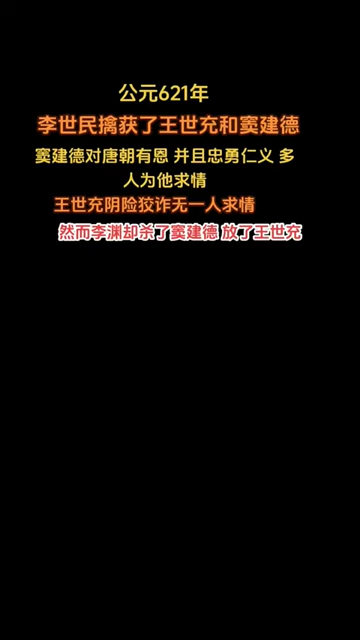 公元621年
李世民擒获了王世充和窦建德
窦建德对唐朝有恩 并且忠勇仁义 多
人为他求情
王世充阴险狡诈无一人求情
然而李渊却杀了窦建德 放了王世充